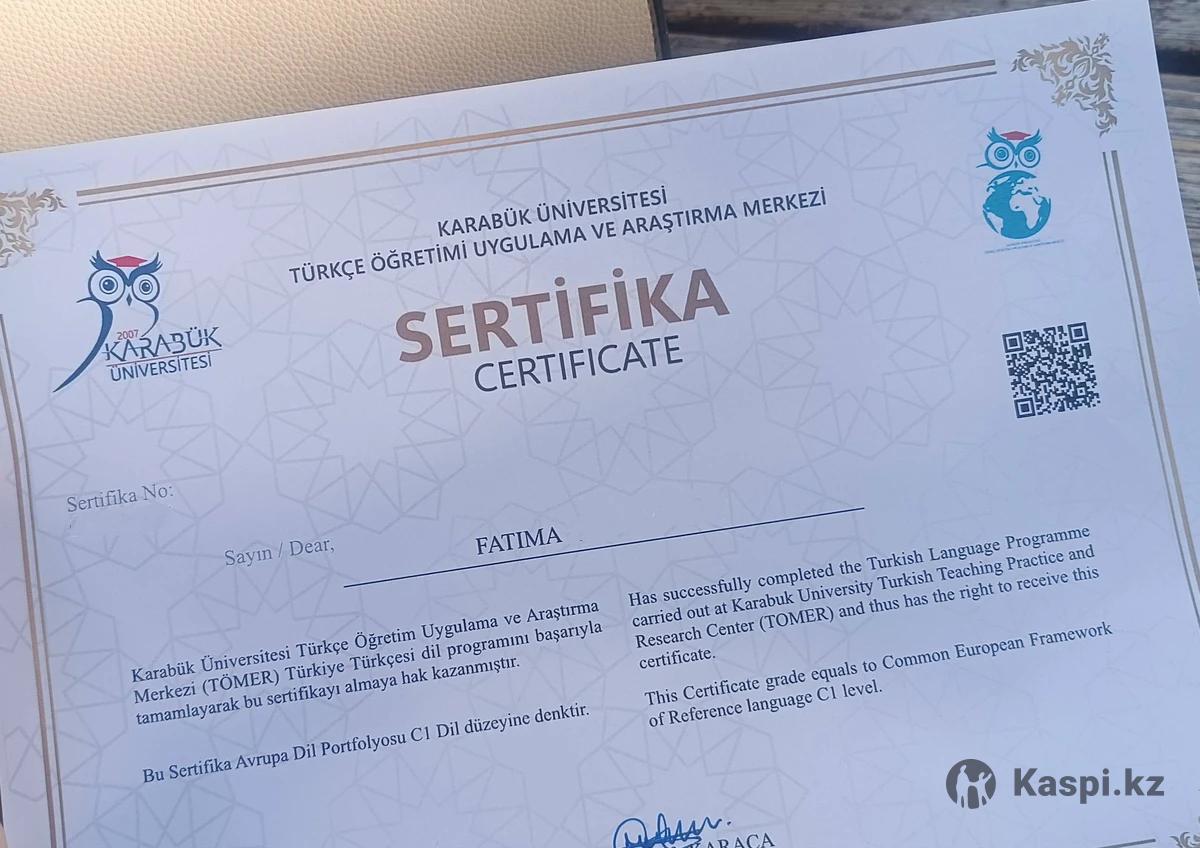 KARABÜK ÜNİVERSİTESİ
TÜRKÇE ÖĞRETİMİ UYGULAMA VE ARAŞTIRMA MERKEZİ
SERTİFİKA
CERTIFICATE
2007
KARABÜK
ÜNİVERSİTESİ
Sertifika No:
Sayın / Dear,
FATIMA
Karabük Üniversitesi Türkçe Öğretim Uygulama ve Araştırma
Merkezi (TÖMER) Türkiye Türkçesi dil programını başarıyla
tamamlayarak bu sertifikayı almaya hak kazanmıştır.
Bu Sertifika Avrupa Dil Portfolyosu C1 Dil düzeyine denktir.
Has successfully completed the Turkish Language Programme
carried out at Karabuk University Turkish Teaching Practice and
Research Center (TOMER) and thus has the right to receive this
certificate.
This Certificate grade equals to Common European Framework
of Reference language C1 level.
KARACA
Kaspi.kz